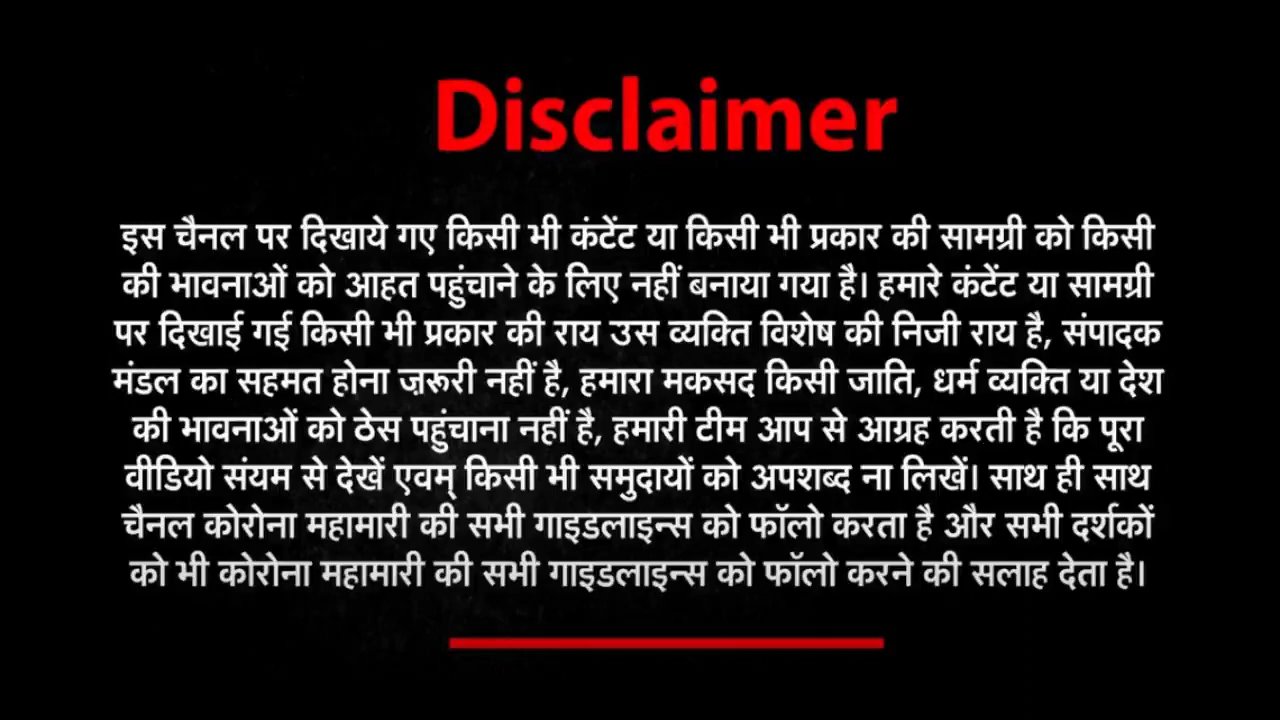 Disclaimer
इस चैनल पर दिखाये गए किसी भी कंटेंट या किसी भी प्रकार की सामग्री को किसी
की भावनाओं को आहत पहुंचाने के लिए नहीं बनाया गया है। हमारे कंटेंट या सामग्री
पर दिखाई गई किसी भी प्रकार की राय उस व्यक्ति विशेष की निजी राय है, संपादक
मंडल का सहमत होना ज़रूरी नहीं है, हमारा मकसद किसी जाति, धर्म व्यक्ति या देश
की भावनाओं को ठेस पहुंचाना नहीं है, हमारी टीम आप से आग्रह करती है कि पूरा
वीडियो संयम से देखें एवम् किसी भी समुदायों को अपशब्द ना लिखें। साथ ही साथ
चैनल कोरोना महामारी की सभी गाइडलाइन्स को फॉलो करता है और सभी दर्शकों
को भी कोरोना महामारी की सभी गाइडलाइन्स को फॉलो करने की सलाह देता है।